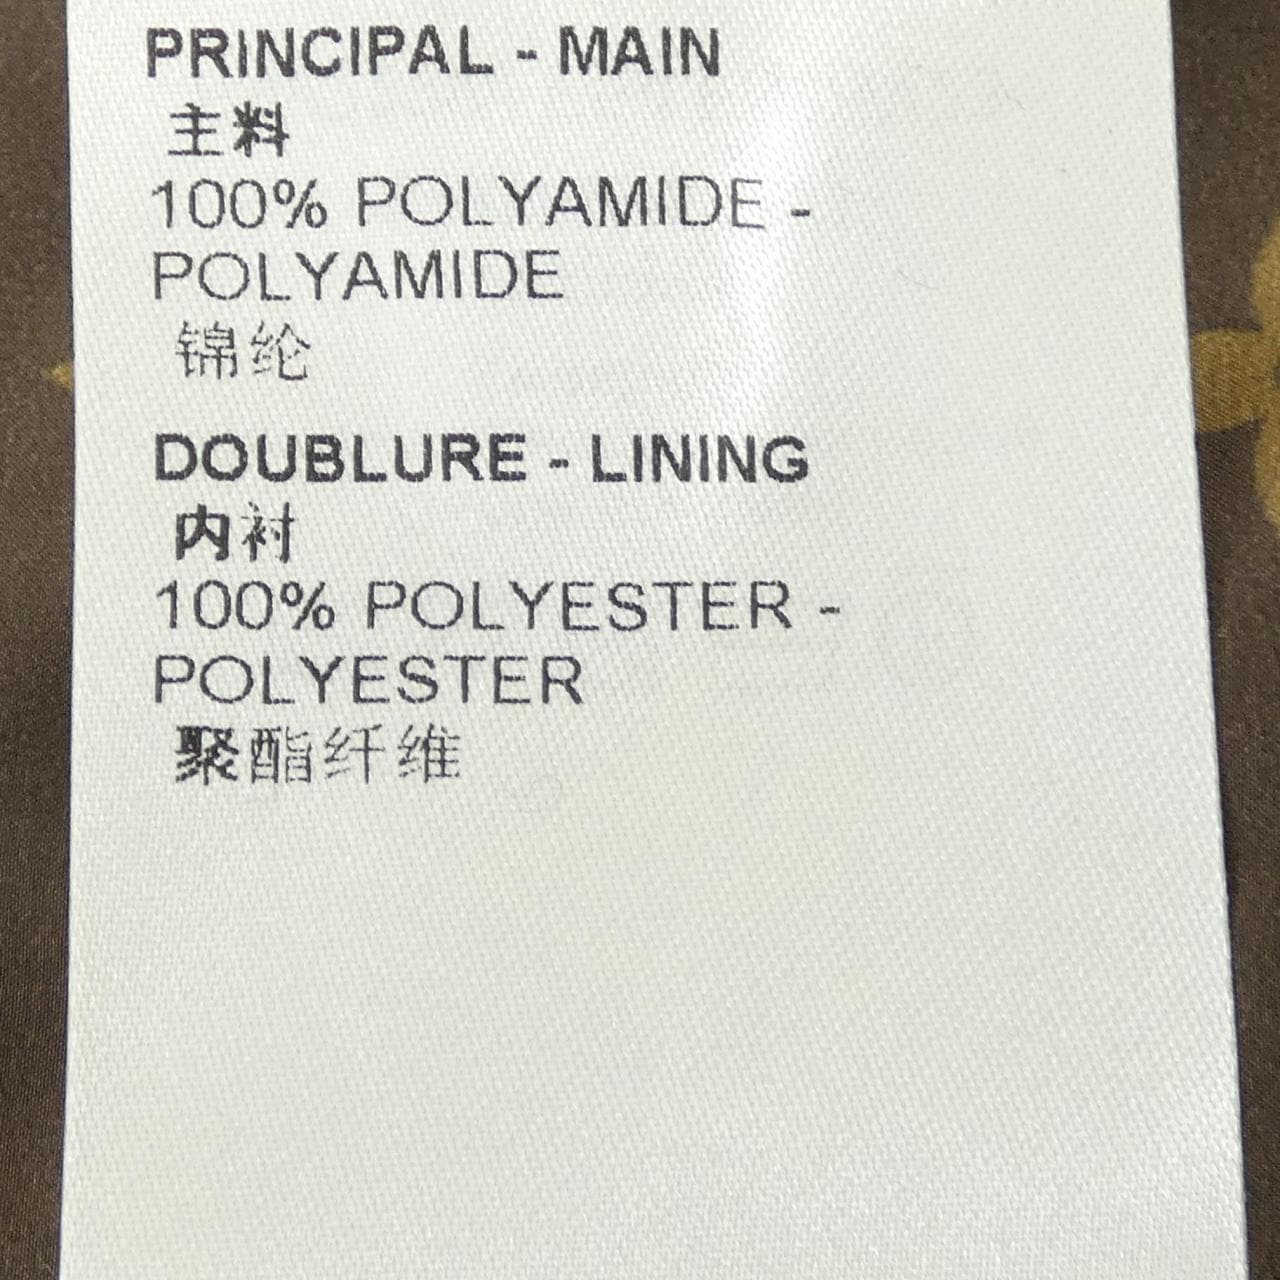 PRINCIPAL - MAIN
主料
100% POLYAMIDE -
POLYAMIDE
锦纶
DOUBLURE - LINING
内衬
100% POLYESTER -
POLYESTER
聚酯纤维